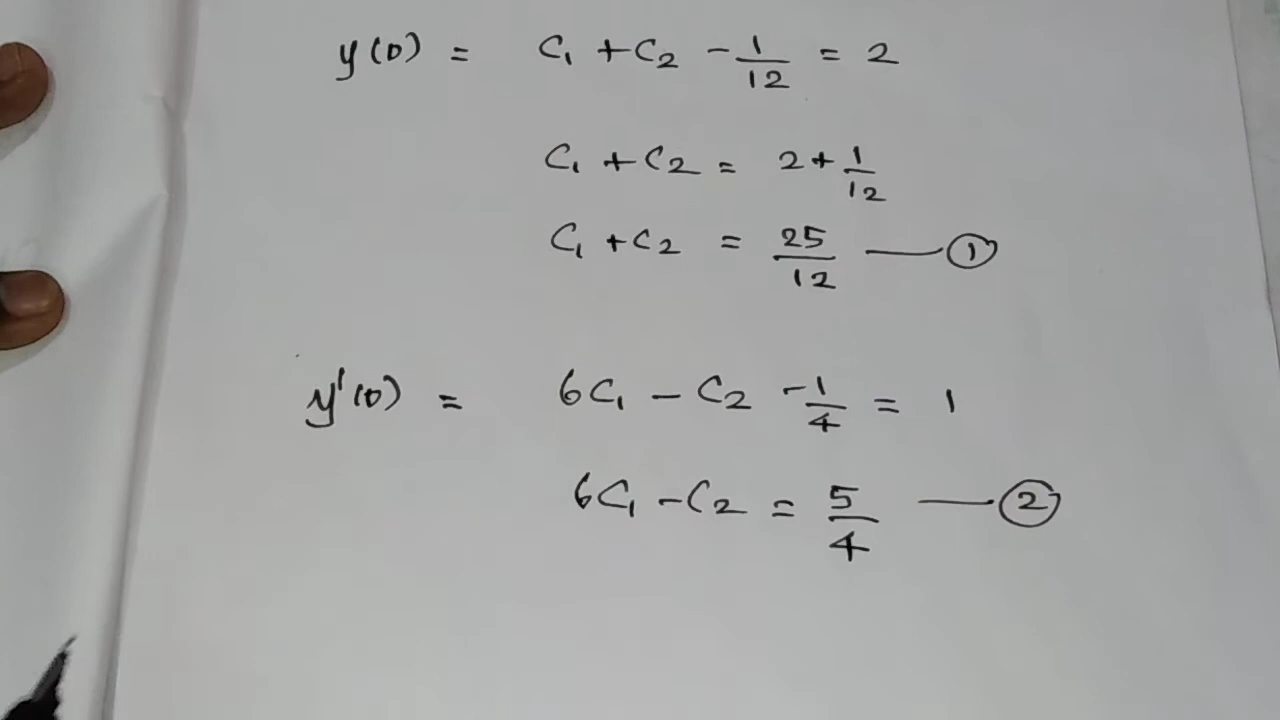 y(0) = C₁ + C₂ - 1/12 = 2
C₁ + C₂ = 2 + 1/12
C₁ + C₂ = 25/12 — ①
y'(0) = 6C₁ - C₂ - 1/4 = 1
6C₁ - C₂ = 5/4 — ②